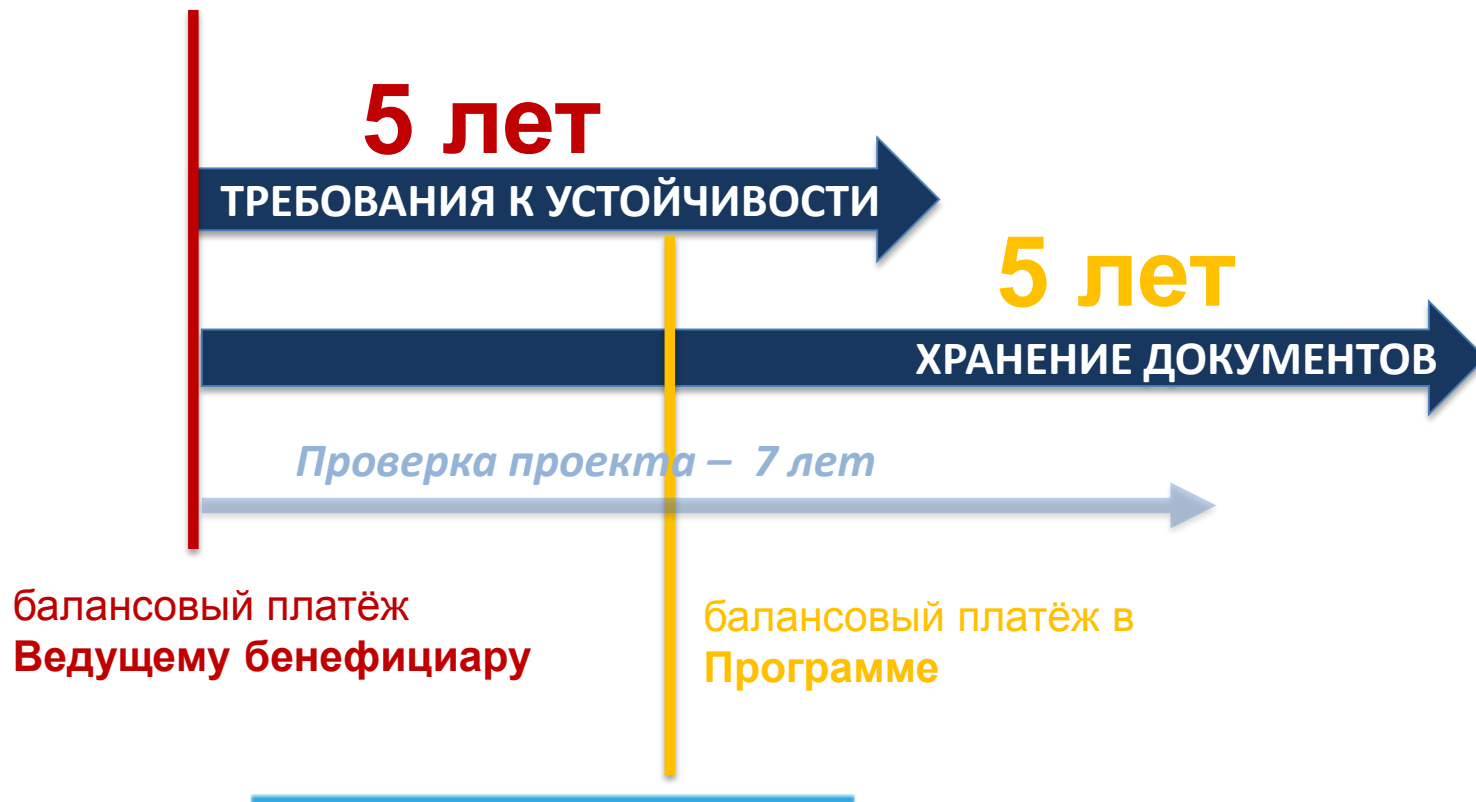 5 лет
ТРЕБОВАНИЯ К УСТОЙЧИВОСТИ
5 лет
ХРАНЕНИЕ ДОКУМЕНТОВ
Проверка проекта – 7 лет
балансовый платёж
Ведущему бенефициару
балансовый платёж в
Программе